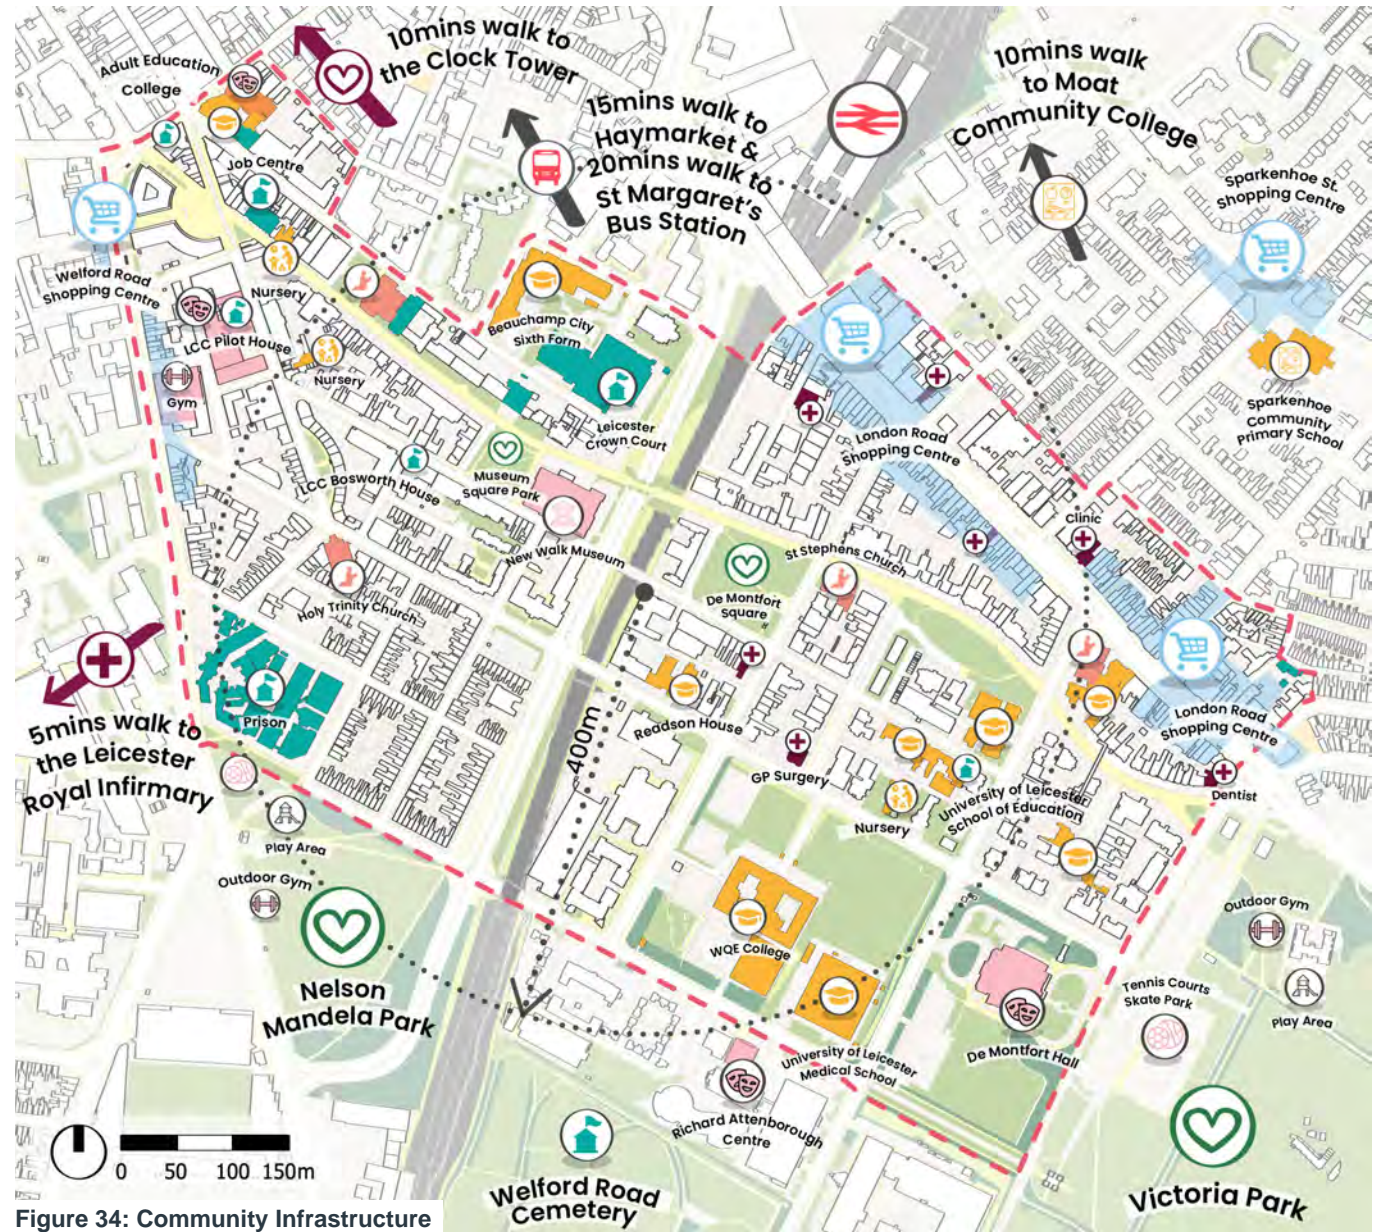 10mins walk to
the Clock Tower
Adult Education
College
15mins walk to
Haymarket &
20mins walk to
St Margaret's
Bus Station
10mins walk
to Moat
Community College
Sparkenhoe St.
Shopping Centre
Job Centre
Welford Road
Shopping Centre
Nursery
LCC Pilot House
Nursery
Gym
Beauchamp City
Sixth Form
Leicester
Crown Court
London Road
Shopping Centre
Sparkenhoe
Community
Primary School
LCC Bosworth House
Museum
Square Park
New Walk Museum
Clinic
St Stephens Church
De Montfort
Square
Holy Trinity Church
5mins walk to
the Leicester
Royal Infirmary
Prison
400m
Readson House
GP Surgery
London Road
Shopping Centre
Dentist
Nursery
University of Leicester
School of Education
Play Area
Outdoor Gym
Nelson
Mandela Park
WQE College
Outdoor Gym
Tennis Courts
Skate Park
Play Area
De Montfort Hall
University of Leicester
Medical School
Richard Attenborough
Centre
Welford Road
Cemetery
Victoria Park
0 50 100 150m
Figure 34: Community Infrastructure